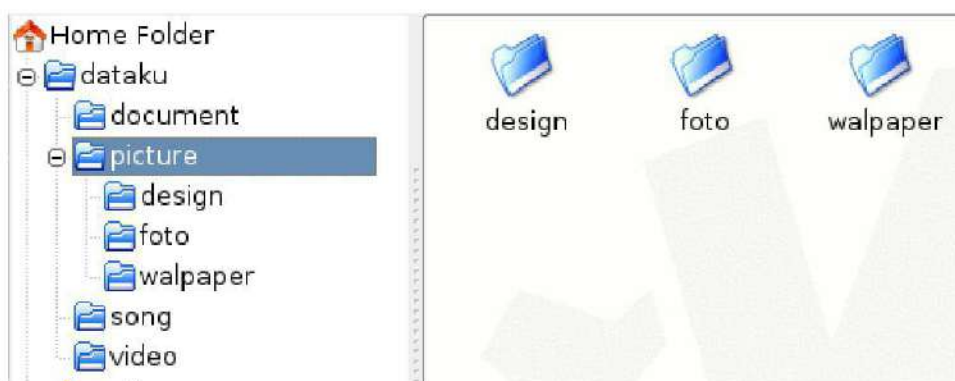 Home Folder
dataku
document
picture
design
foto
walpaper
song
video
design foto walpaper